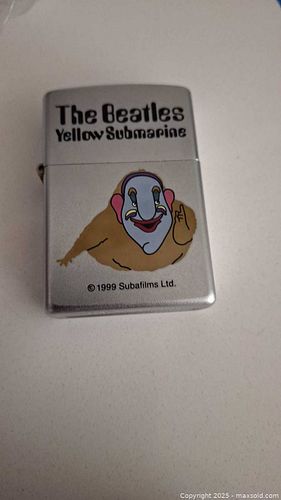 The Beatles
Yellow Submarine
© 1999 Subafilms Ltd.
Copyright 2025 - maxsold.com